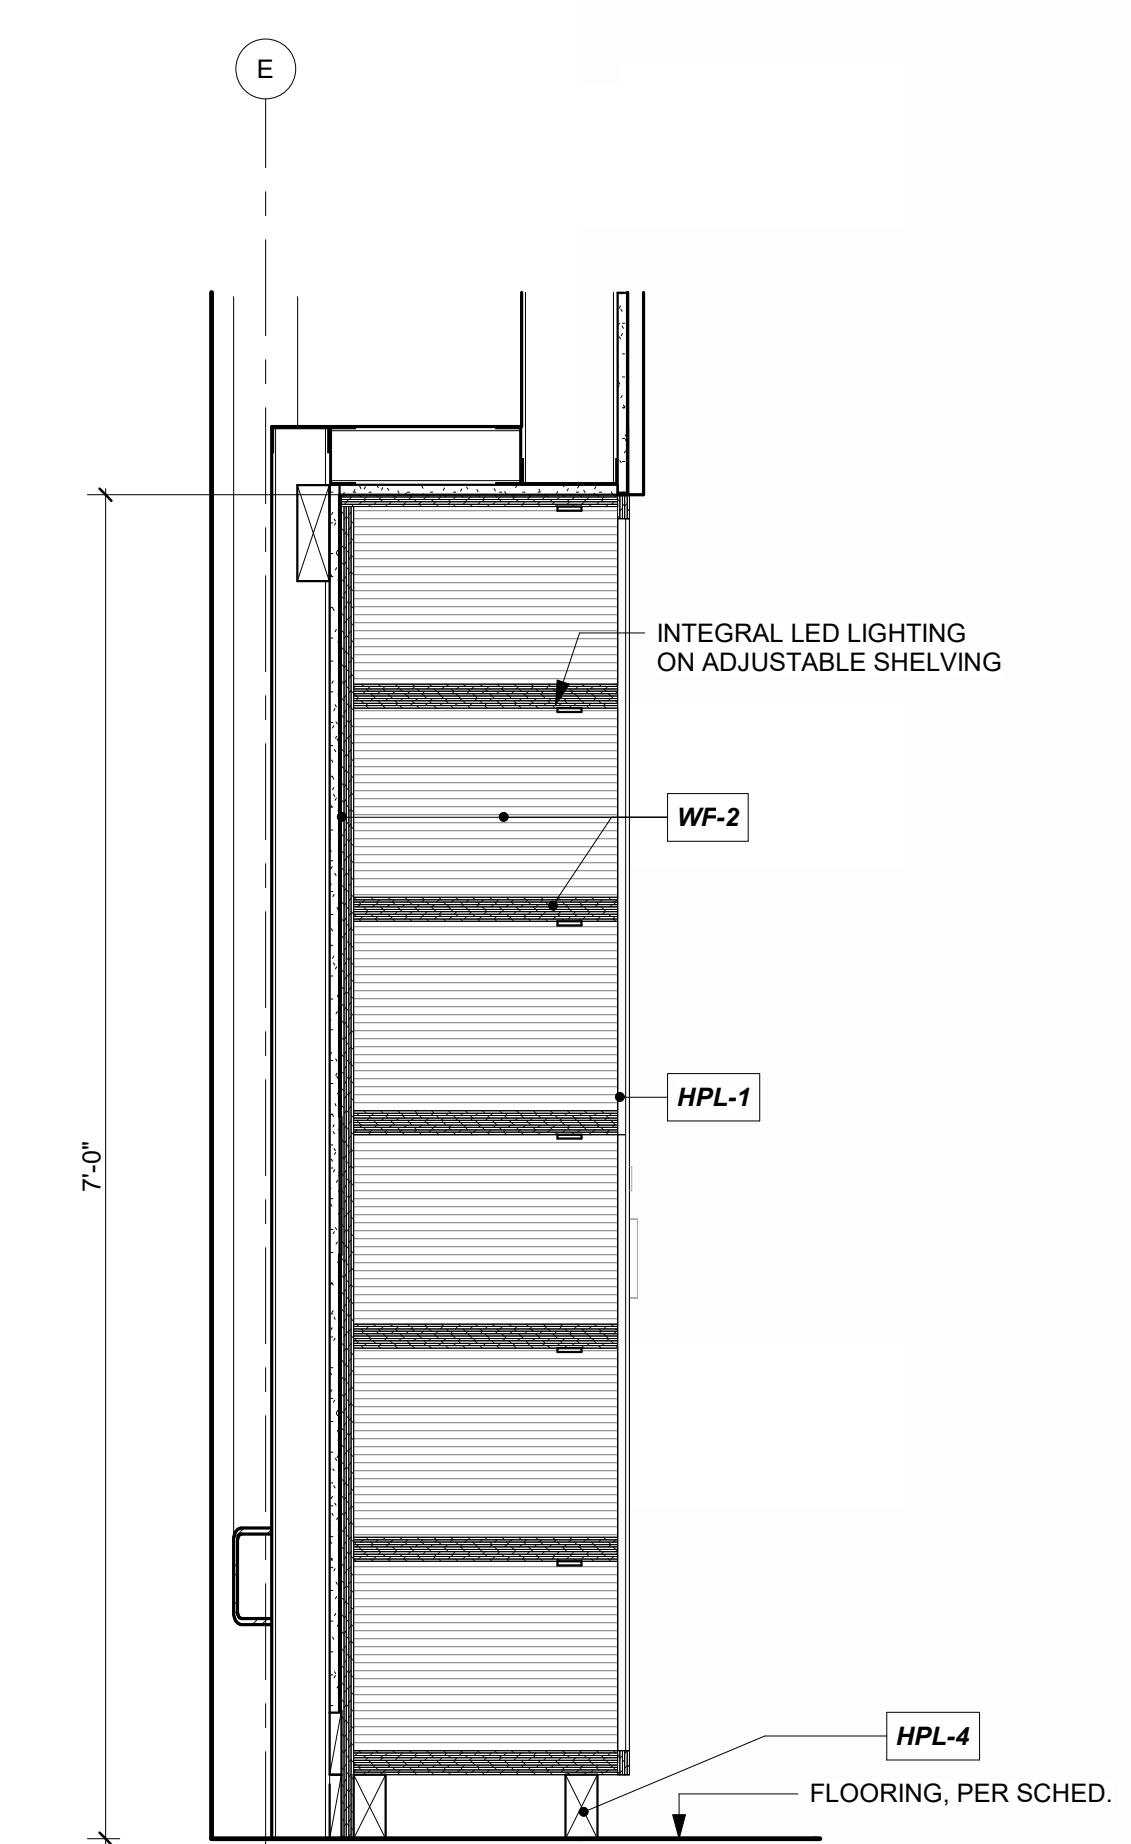 E
INTEGRAL LED LIGHTING
ON ADJUSTABLE SHELVING
WF-2
HPL-1
7'-0"
HPL-4
FLOORING, PER SCHED.